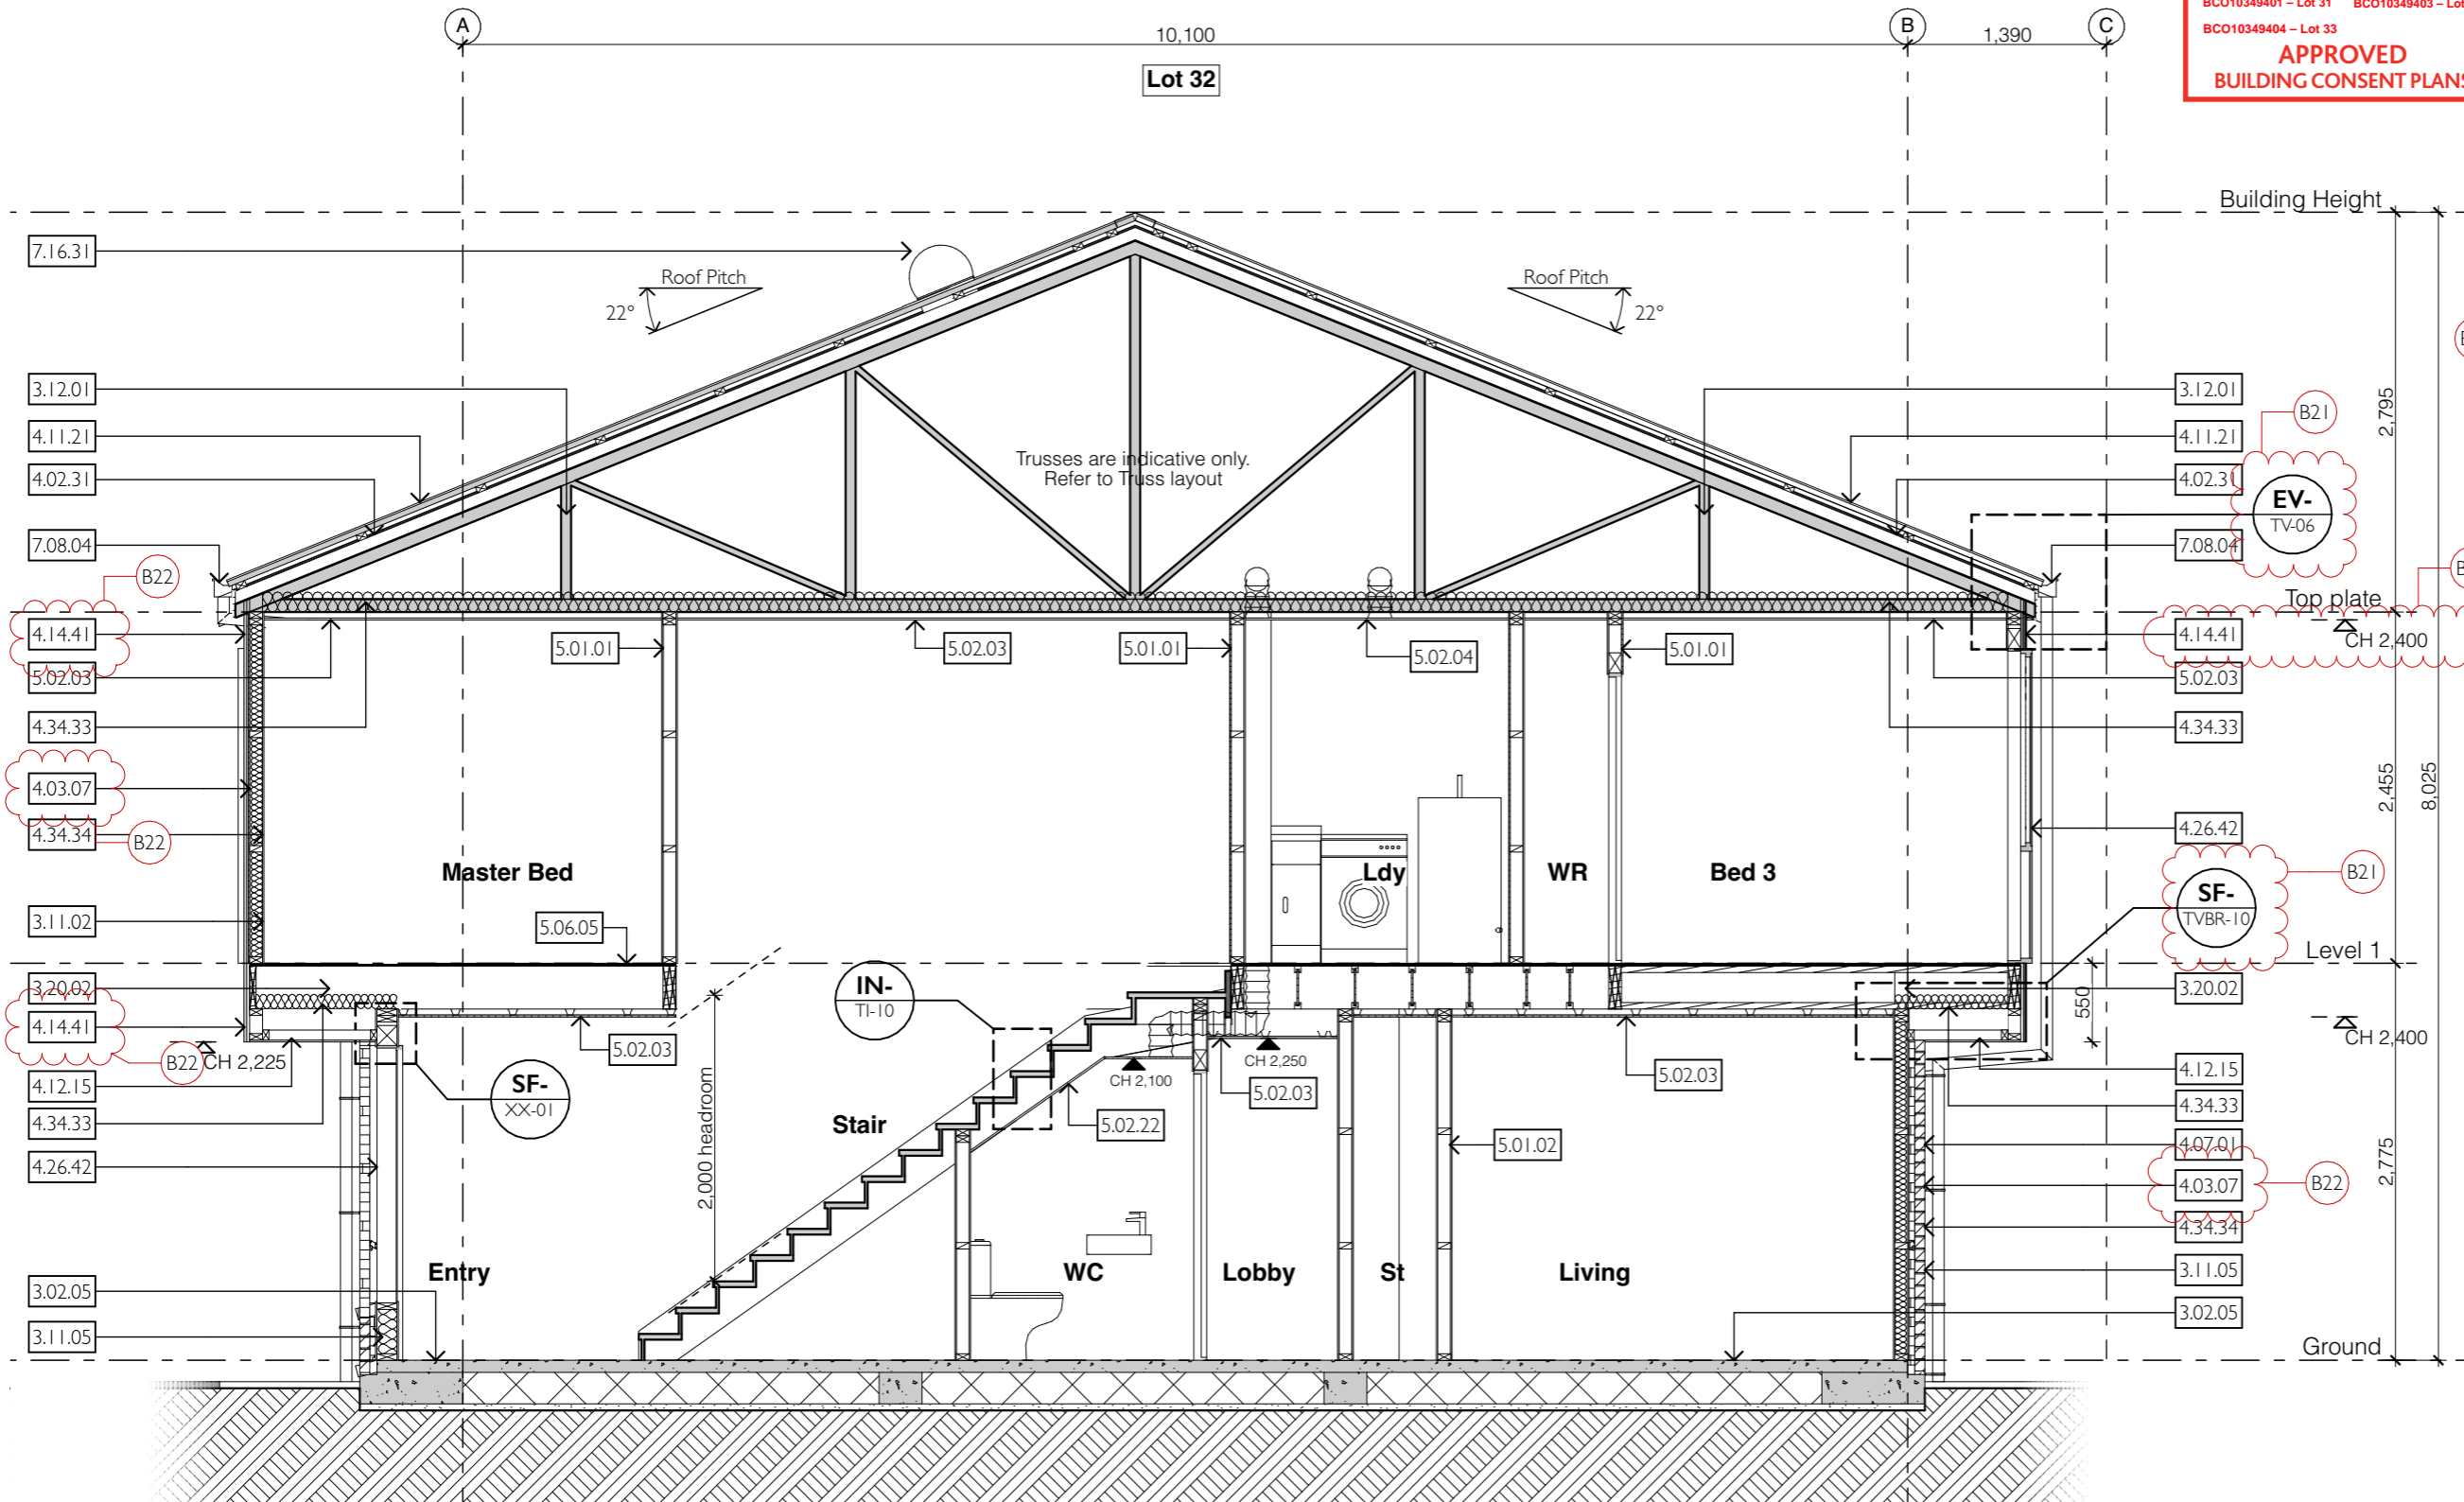 BCO10349401 – Lot 31 BCO10349403 – Lot
BCO10349404 – Lot 33
APPROVED
BUILDING CONSENT PLANS
A
10,100
B
1,390
C
Lot 32
Building Height
7.16.31
Roof Pitch
22°
Roof Pitch
22°
3.12.01
4.11.21
4.02.31
7.08.04
B22
4.14.41
5.02.03
4.34.33
4.03.07
4.34.34
B22
3.11.02
3.20.02
4.14.41
B22
CH 2,225
4.12.15
4.34.33
4.26.42
3.02.05
3.11.05
Trusses are indicative only.
Refer to Truss layout
5.01.01
5.02.03
5.01.01
5.02.04
5.01.01
Master Bed
Ldy
WR
Bed 3
5.06.05
IN-
TI-10
5.02.03
SF-
XX-01
Stair
2,000 headroom
CH 2,100
CH 2,250
5.02.03
5.02.22
5.02.03
5.01.02
Entry
WC
Lobby
St
Living
3.12.01
B21
4.11.21
4.02.31
EV-
TV-06
7.08.04
Top plate
4.14.41
CH 2,400
5.02.03
4.34.33
4.26.42
B21
SF-
TVBR-10
Level 1
3.20.02
550
CH 2,400
4.12.15
4.34.33
4.07.01
4.03.07
B22
4.34.34
3.11.05
3.02.05
Ground
2,795
2,455
8,025
2,775